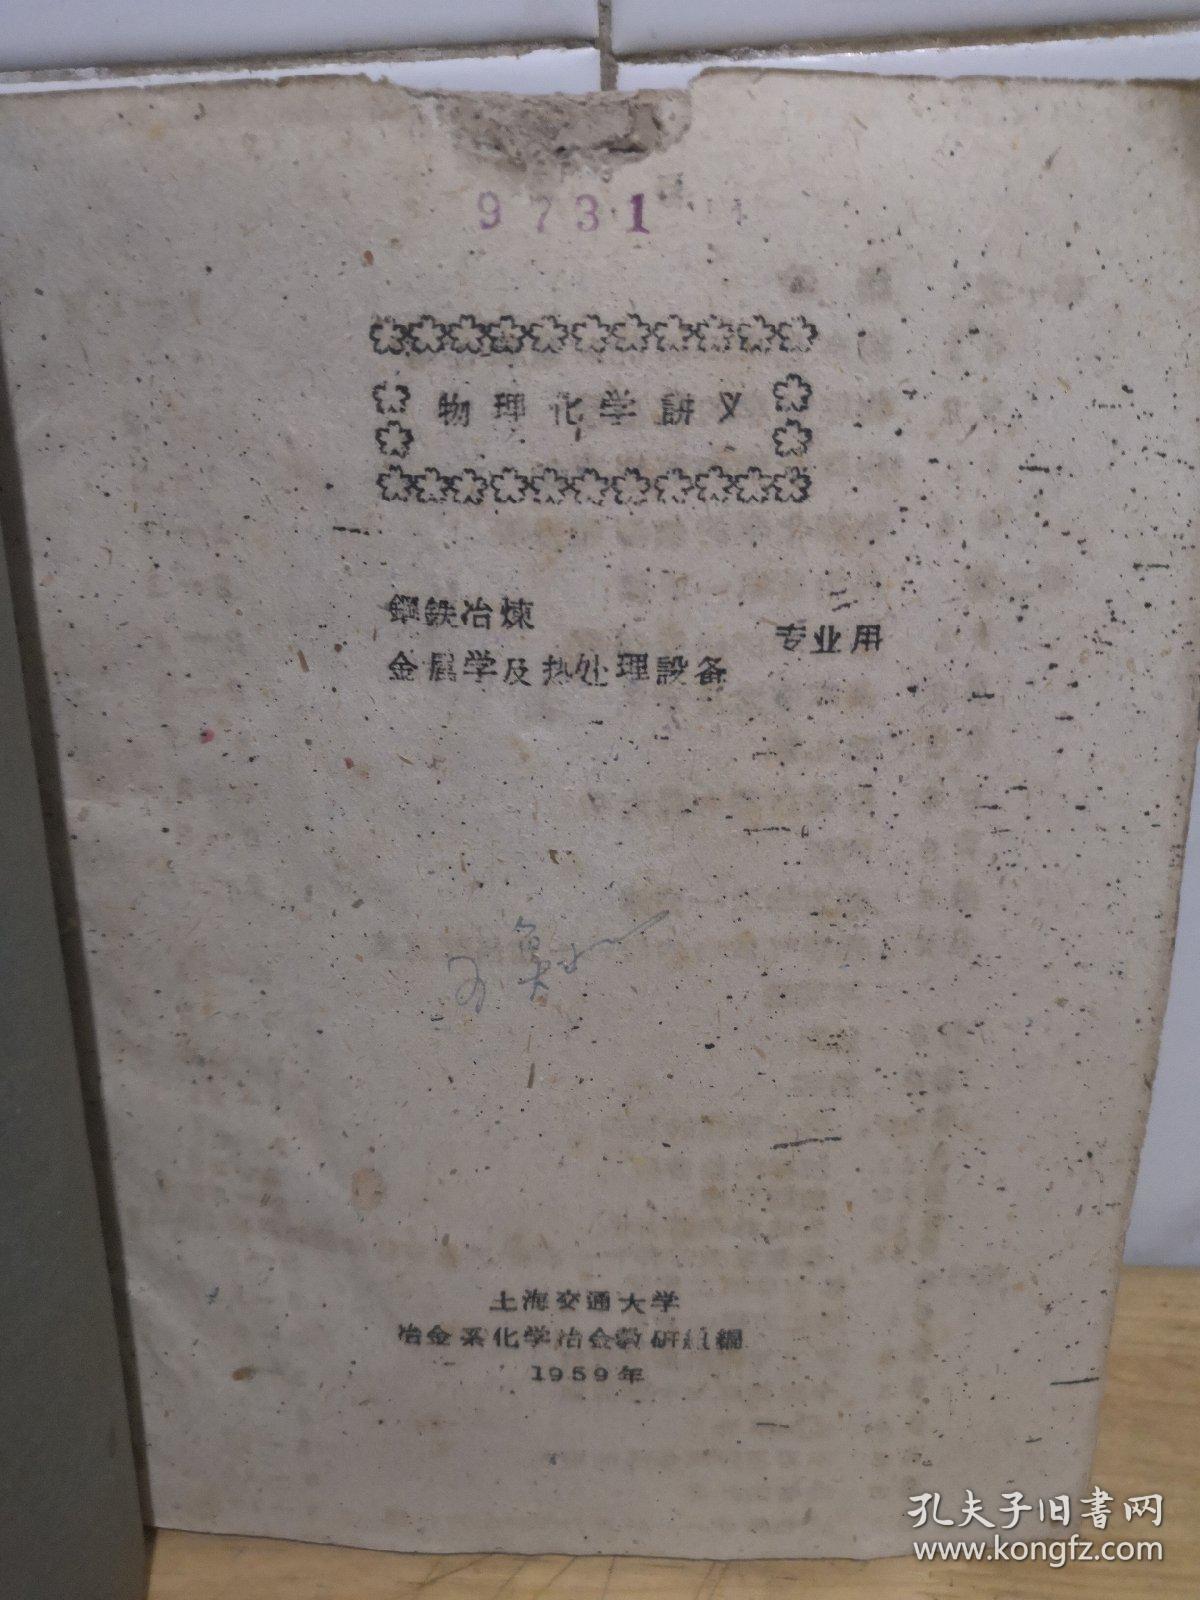 9731
物理化学講义
鋼鉄冶煉
金属学及热处理設备
专业用
上海交通大学
冶金系化学冶金教研組編
1959年
孔夫子旧书网
www.kongfz.com